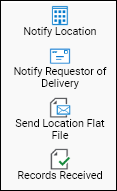 Notify Location
Notify Requestor of
Delivery
Send Location Flat
File
Records Received